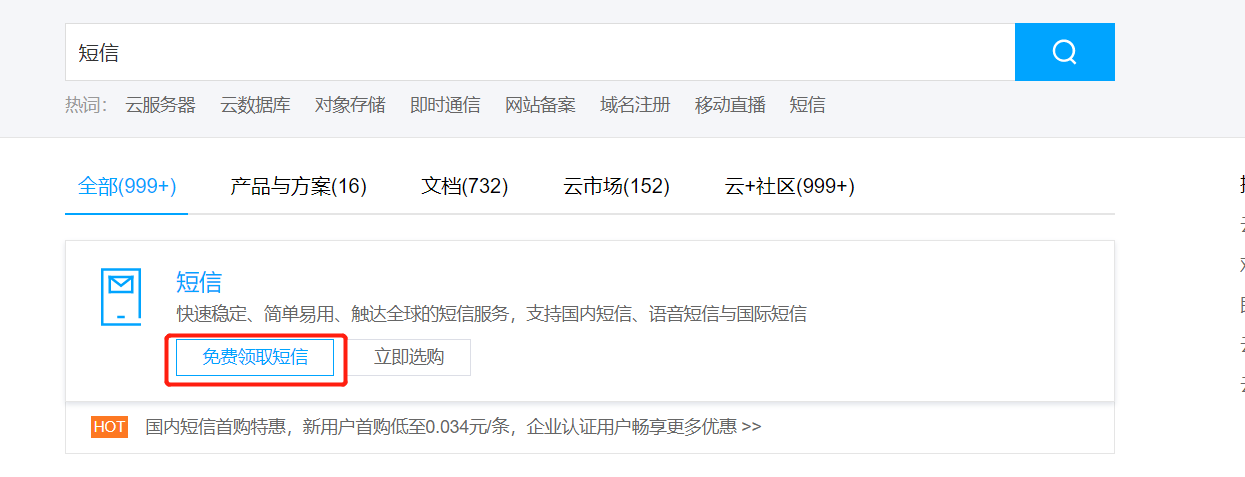 短信
热词： 云服务器 云数据库 对象存储 即时通信 网站备案 域名注册 移动直播 短信
全部(999+) 产品与方案(16) 文档(732) 云市场(152) 云+社区(999+)
短信
快速稳定、简单易用、触达全球的短信服务，支持国内短信、语音短信与国际短信
免费领取短信 立即选购
HOT 国内短信首购特惠，新用户首购低至0.034元/条，企业认证用户畅享更多优惠 >>